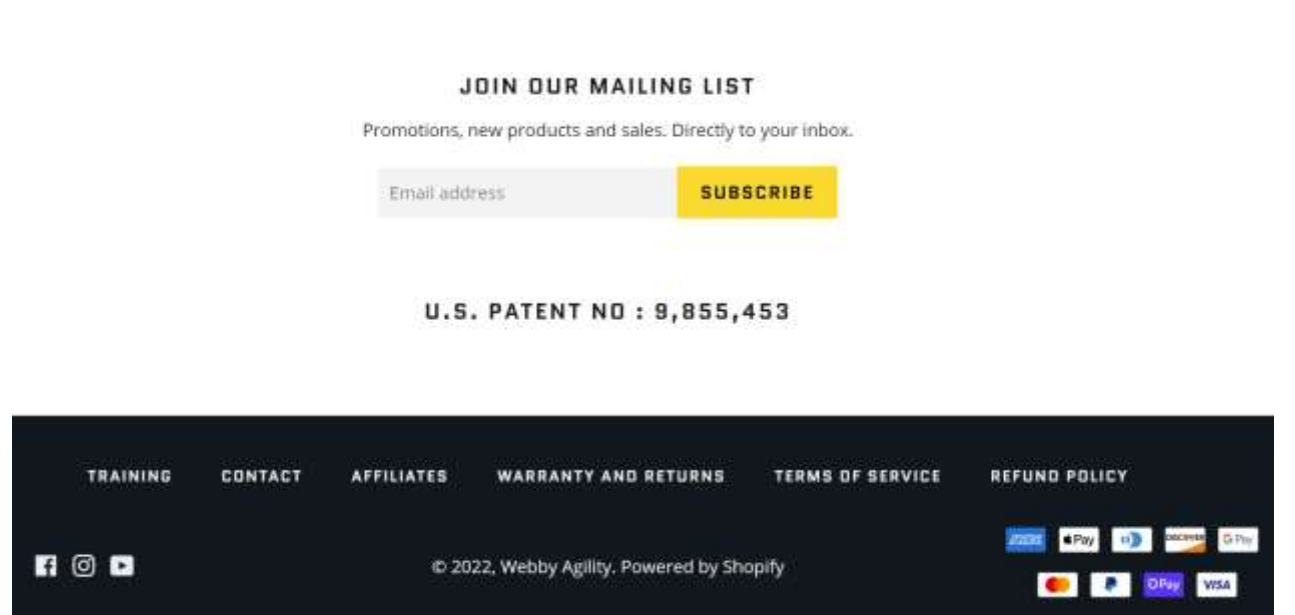 JOIN OUR MAILING LIST
Promotions, new products and sales. Directly to your inbox.
Email address SUBSCRIBE
U.S. PATENT NO : 9,855,453
TRAINING CONTACT AFFILIATES WARRANTY AND RETURNS TERMS OF SERVICE REFUND POLICY
Pay DISCOVER G Pay
© 2022, Webby Agility. Powered by Shopify
OPay VISA